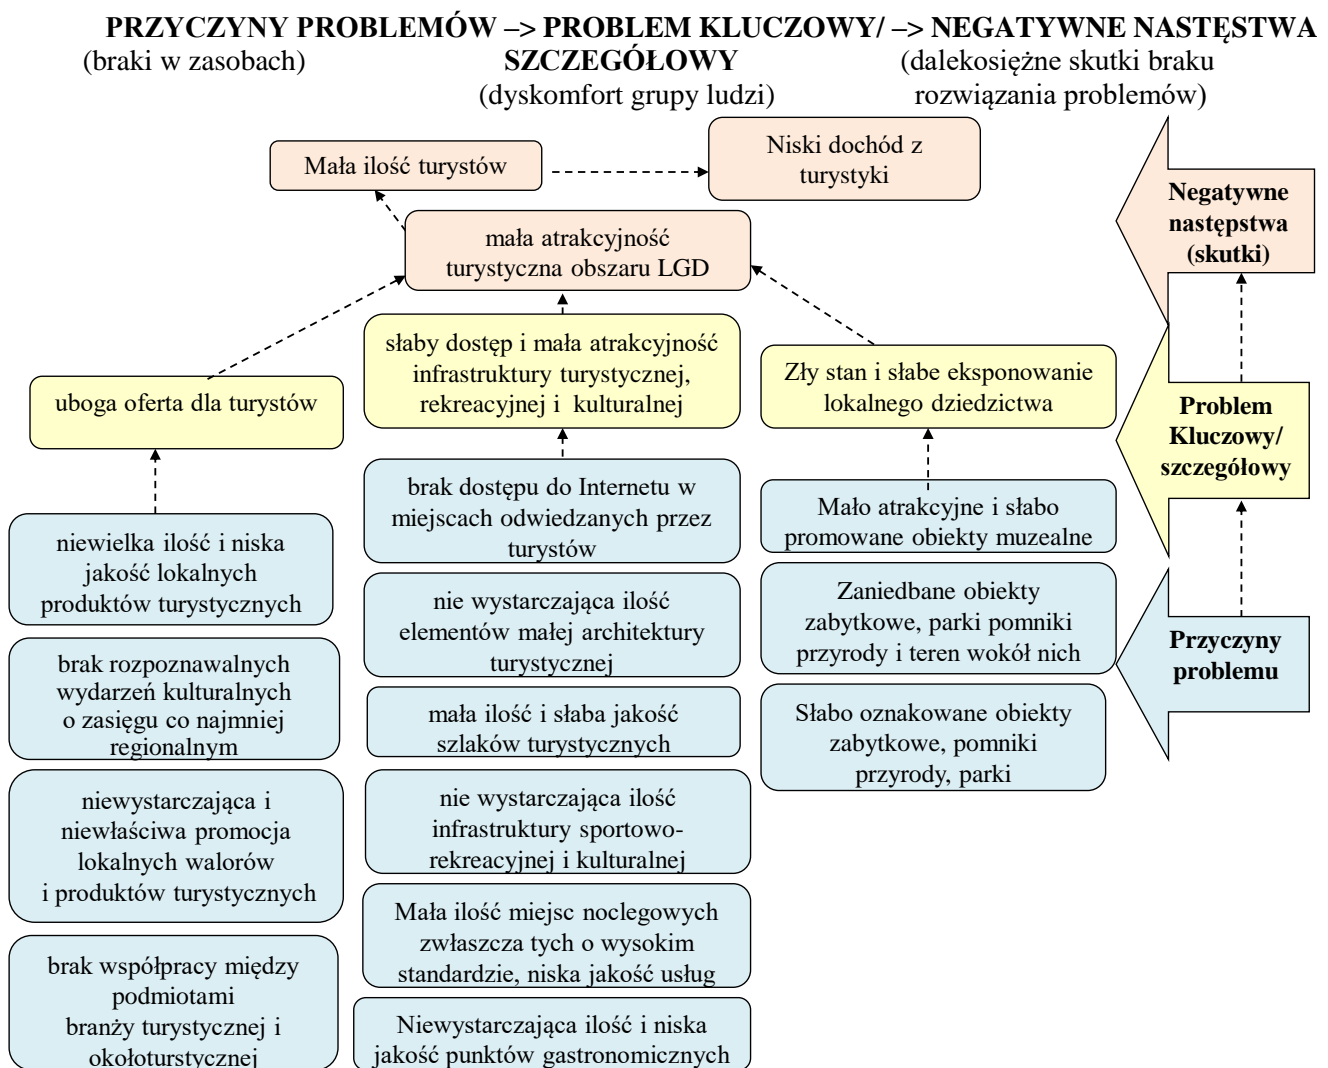 PRZYCZYNY PROBLEMÓW –> PROBLEM KLUCZOWY/ –> NEGATYWNE NASTĘSTWA
(braki w zasobach)
SZCZEGÓŁOWY
(dalekosiężne skutki braku
(dyskomfort grupy ludzi)
rozwiązania problemów)
Mała ilość turystów
Niski dochód z
turystyki
mała atrakcyjność
turystyczna obszaru LGD
Negatywne
następstwa
(skutki)
uboga oferta dla turystów
słaby dostęp i mała atrakcyjność
infrastruktury turystycznej,
rekreacyjnej i kulturalnej
Zły stan i słabe eksponowanie
lokalnego dziedzictwa
Problem
Kluczowy/
szczegółowy
niewielka ilość i niska
jakość lokalnych
produktów turystycznych
brak rozpoznawalnych
wydarzeń kulturalnych
o zasięgu co najmniej
regionalnym
niewystarczająca i
niewłaściwa promocja
lokalnych walorów
i produktów turystycznych
brak współpracy między
podmiotami
branży turystycznej i
okołoturstycznej
brak dostępu do Internetu w
miejscach odwiedzanych przez
turystów
nie wystarczająca ilość
elementów małej architektury
turystycznej
mała ilość i słaba jakość
szlaków turystycznych
nie wystarczająca ilość
infrastruktury sportowo-
rekreacyjnej i kulturalnej
Mała ilość miejsc noclegowych
zwłaszcza tych o wysokim
standardzie, niska jakość usług
Niewystarczająca ilość i niska
jakość punktów gastronomicznych
Mało atrakcyjne i słabo
promowane obiekty muzealne
Zaniedbane obiekty
zabytkowe, parki pomniki
przyrody i teren wokół nich
Słabo oznakowane obiekty
zabytkowe, pomniki
przyrody, parki
Przyczyny
problemu